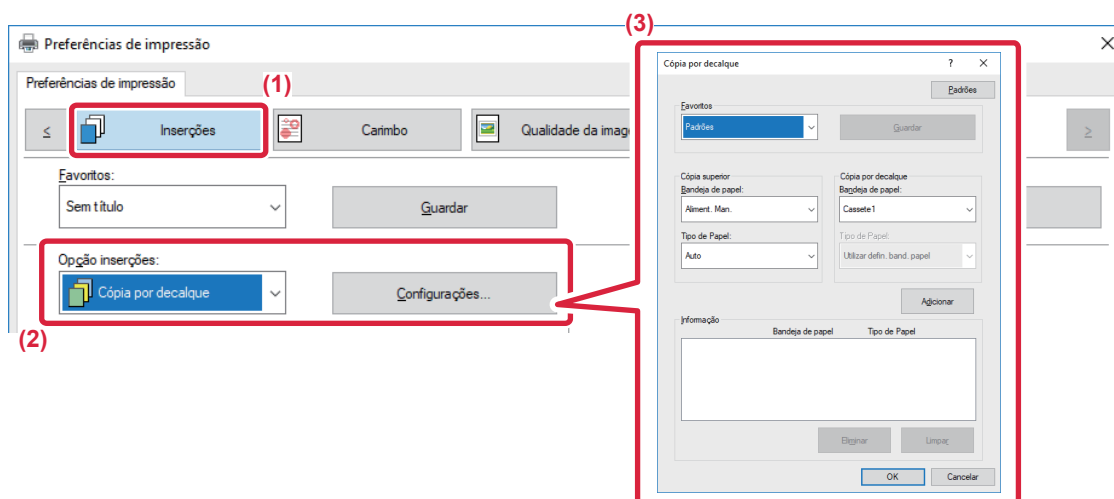 (3)
Preferências de impressão
Preferências de impressão
(1)
<
Inserções
Carimbo
Qualidade da imag
>
Favoritos:
Sem título
Guardar
Opção inserções:
Cópia por decalque
Configurações...
(2)
Cópia por decalque
?
Padrões
Favoritos
Padrões
Guardar
Cópia superior
Bandeja de papel:
Aliment. Man.
Tipo de Papel:
Auto
Cópia por decalque
Bandeja de papel:
Cassete1
Tipo de Papel:
Utilizar defin. band. papel
Adicionar
Informação
Bandeja de papel Tipo de Papel
Eliminar Limpar
OK Cancelar